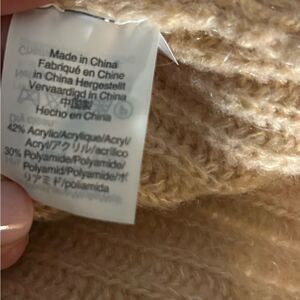 Made in China
Fabriqué en Chine
in China Hergestellt
Vervaardigd in China
中国製
Hecho en China
42% Acrylic/Acrylique/Acryl/
Acryl/アクリル/acrílico
30% Polyamide/Polyamide/
Polyamid/Polyamide/ポ
リアミド/poliamida